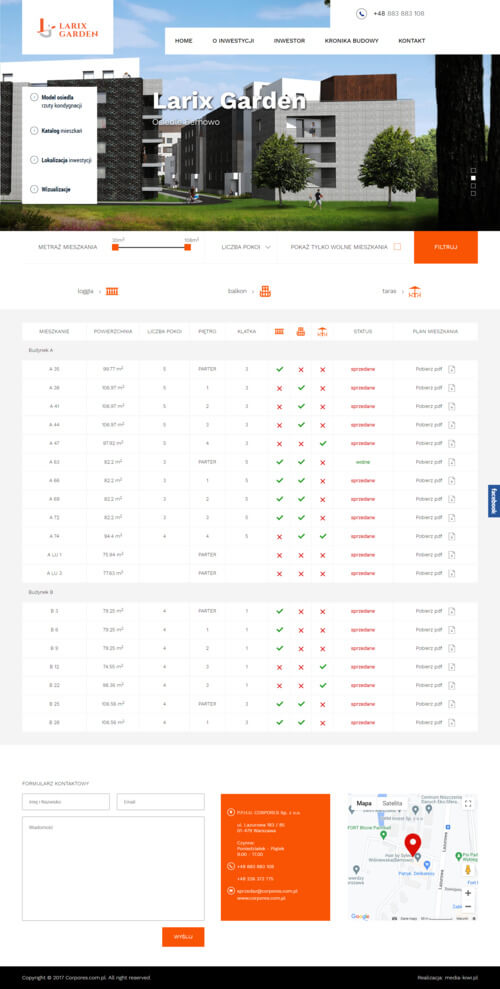 LARIX
GARDEN
+48 883 883 108
HOME O INWESTYCJI INWESTOR KRONIKA BUDOWY KONTAKT
Model osiedla
rzuty kondygnacji
Katalog mieszkań
Lokalizacja inwestycji
Wizualizacje
Larix Garden
Osiedle Bemowo
METRAŻ MIESZKANIA 35m² 108m² LICZBA POKOI POKAŻ TYLKO WOLNE MIESZKANIA FILTRUJ
loggia balkon taras
MIESZKANIE POWIERZCHNIA LICZBA POKOI PIĘTRO KLATKA STATUS PLAN MIESZKANIA
Budynek A
A 35 99.77 m² 5 PARTER 3 sprzedane Pobierz pdf
A 38 106.97 m² 5 1 3 sprzedane Pobierz pdf
A 41 106.97 m² 5 2 3 sprzedane Pobierz pdf
A 44 106.97 m² 5 3 3 sprzedane Pobierz pdf
A 47 97.92 m² 5 4 3 sprzedane Pobierz pdf
A 63 82.2 m² 3 PARTER 5 wolne Pobierz pdf
A 66 82.2 m² 3 1 5 sprzedane Pobierz pdf
A 69 82.2 m² 3 2 5 sprzedane Pobierz pdf
A 72 82.2 m² 3 3 5 sprzedane Pobierz pdf
A 74 94.4 m² 4 4 5 sprzedane Pobierz pdf
A LU 1 75.94 m² PARTER sprzedane Pobierz pdf
A LU 2 77.83 m² PARTER sprzedane Pobierz pdf
facebook
Budynek B
B 3 79.25 m² 4 PARTER 1 sprzedane Pobierz pdf
B 6 79.25 m² 4 1 1 sprzedane Pobierz pdf
B 9 79.25 m² 4 2 1 sprzedane Pobierz pdf
B 12 74.55 m² 4 3 1 sprzedane Pobierz pdf
B 22 96.36 m² 4 3 1 sprzedane Pobierz pdf
B 25 106.56 m² 4 PARTER 3 sprzedane Pobierz pdf
B 28 106.56 m² 4 1 3 sprzedane Pobierz pdf
FORMULARZ KONTAKTOWY
Imię i Nazwisko Email
Wiadomość
WYŚLIJ
P.P.H.U. CORPORES Sp. z o.o.
ul. Lazurowa 183 / 85
01-479 Warszawa
Czynne:
Poniedziałek - Piątek
9.00 - 17.00
+48 883 883 108
+48 226 372 775
sprzedaz@corpores.com.pl
www.corpores.com.pl
Mapa Satelita
FORT Blizne
Lazurowa
Google
Copyright © 2017 Corpores.com.pl. All right reserved Realizacja: media-kiwi.pl